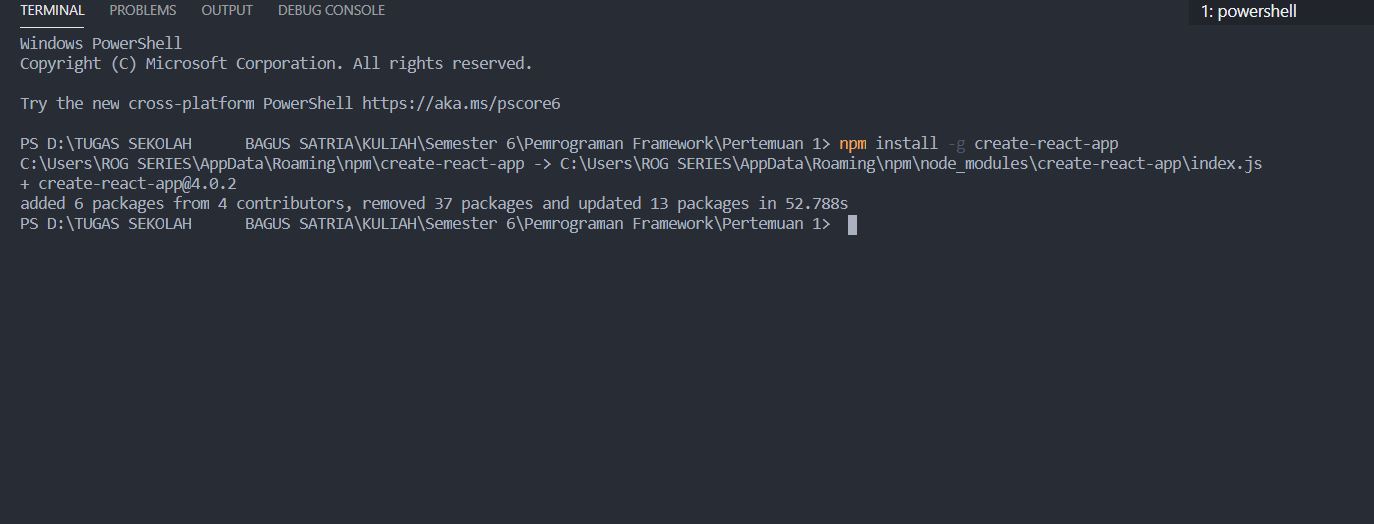 TERMINAL PROBLEMS OUTPUT DEBUG CONSOLE 1: powershell
Windows PowerShell
Copyright (C) Microsoft Corporation. All rights reserved.
Try the new cross-platform PowerShell https://aka.ms/pscore6
PS D:\TUGAS SEKOLAH      BAGUS SATRIA\KULIAH\Semester 6\Pemrograman Framework\Pertemuan 1> npm install -g create-react-app
C:\Users\ROG SERIES\AppData\Roaming\npm\create-react-app -> C:\Users\ROG SERIES\AppData\Roaming\npm\node_modules\create-react-app\index.js
+ create-react-app@4.0.2
added 6 packages from 4 contributors, removed 37 packages and updated 13 packages in 52.788s
PS D:\TUGAS SEKOLAH      BAGUS SATRIA\KULIAH\Semester 6\Pemrograman Framework\Pertemuan 1>